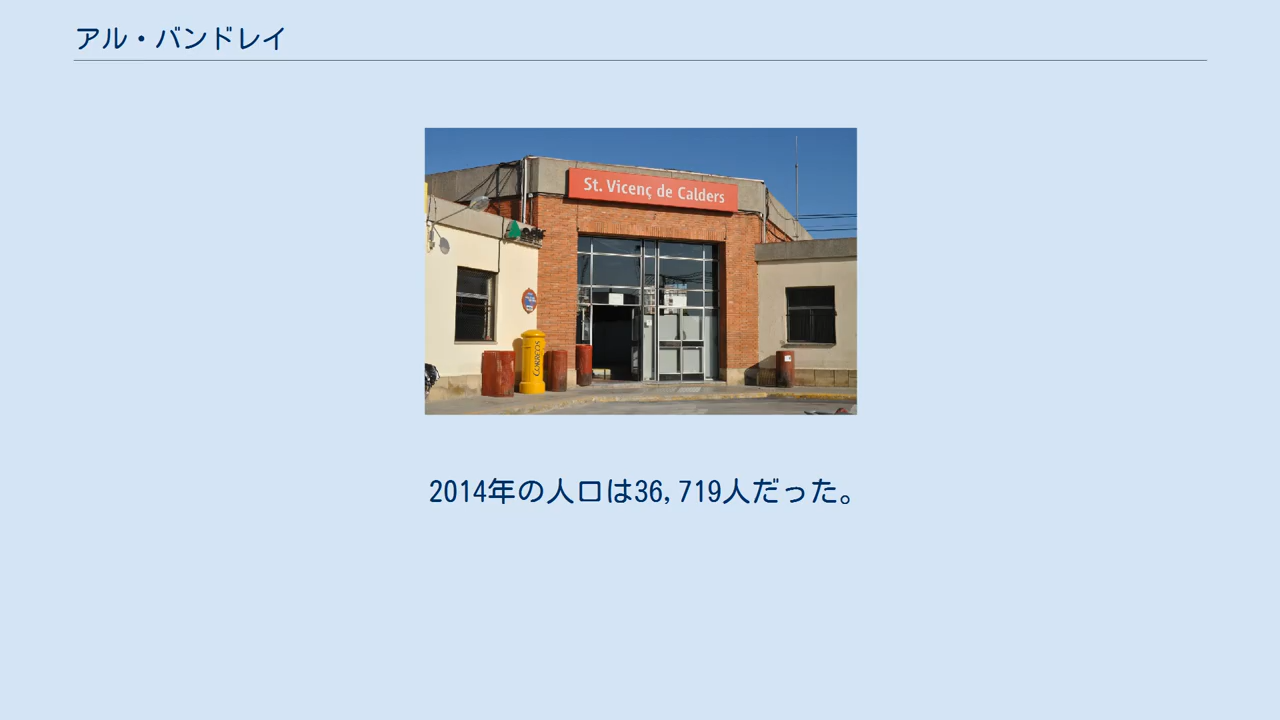 アル・バンドレイ
St. Vicenç de Calders
CORREOS
2014年の人口は36,719人だった。